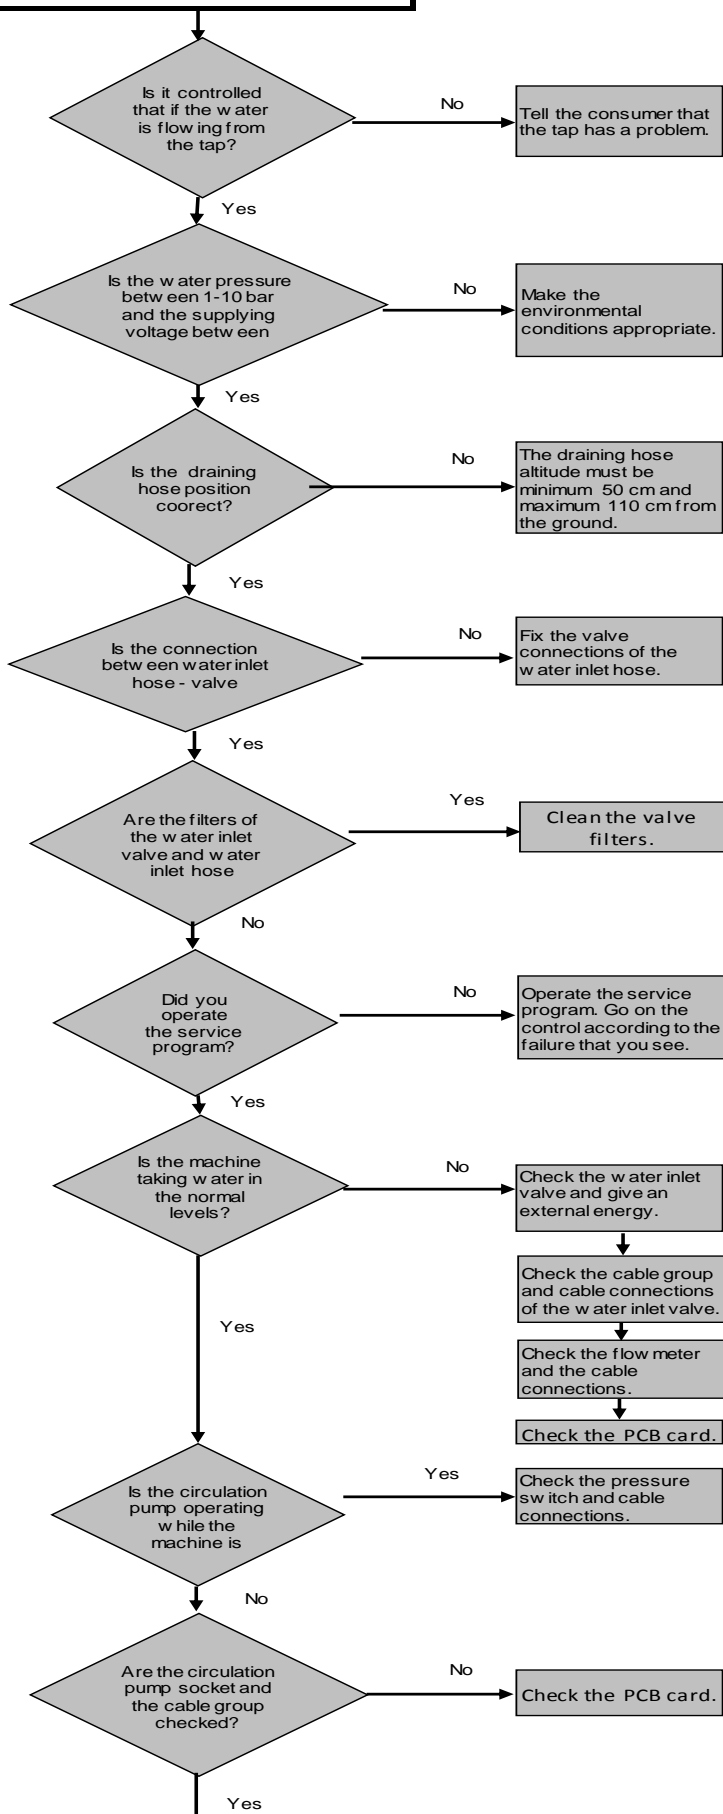 Is it controlled
that if the water
is flowing from
the tap?
No
Tell the consumer that
the tap has a problem.
Yes
Is the water pressure
between 1-10 bar
and the supplying
voltage between
No
Make the
environmental
conditions appropriate.
Yes
Is the draining
hose position
coorect?
No
The draining hose
altitude must be
minimum 50 cm and
maximum 110 cm from
the ground.
Yes
Is the connection
between water inlet
hose - valve
No
Fix the valve
connections of the
water inlet hose.
Yes
Are the filters of
the water inlet
valve and water
inlet hose
Yes
Clean the valve
filters.
No
Did you
operate
the service
program?
No
Operate the service
program. Go on the
control according to the
failure that you see.
Yes
Is the machine
taking water in
the normal
levels?
No
Check the water inlet
valve and give an
external energy.
Check the cable group
and cable connections
of the water inlet valve.
Check the flow meter
and the cable
connections.
Check the PCB card.
Yes
Is the circulation
pump operating
while the
machine is
Yes
Check the pressure
switch and cable
connections.
No
Are the circulation
pump socket and
the cable group
checked?
No
Check the PCB card.
Yes